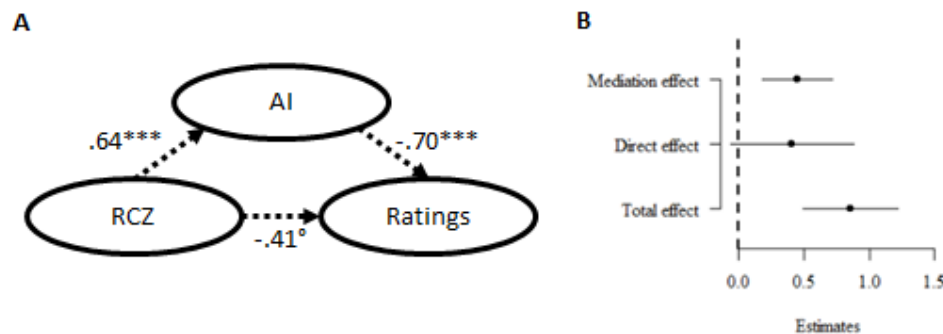 A
AI
.64***
-.70***
RCZ
Ratings
-.41°
B
Mediation effect
Direct effect
Total effect
0.0 0.5 1.0 1.5
Estimates